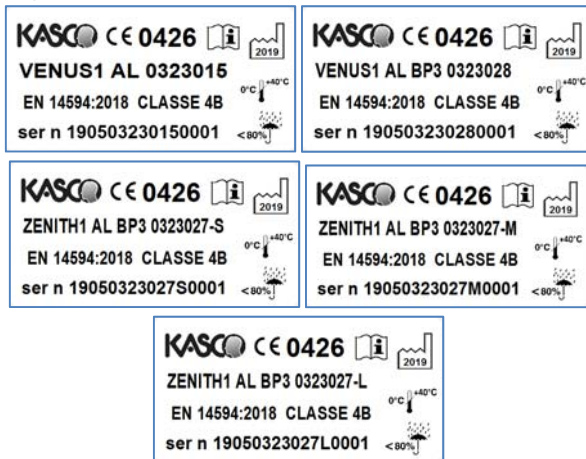 KASCO CE 0426 2019
VENUS1 AL 0323015
0°C +40°C
EN 14594:2018 CLASSE 4B
ser n 190503230150001 <80%
KASCO CE 0426 2019
VENUS1 AL BP3 0323028
0°C +40°C
EN 14594:2018 CLASSE 4B
ser n 190503230280001 <80%
KASCO CE 0426 2019
ZENITH1 AL BP3 0323027-S
0°C +40°C
EN 14594:2018 CLASSE 4B
ser n 19050323027S0001 <80%
KASCO CE 0426 2019
ZENITH1 AL BP3 0323027-M
0°C +40°C
EN 14594:2018 CLASSE 4B
ser n 19050323027M0001 <80%
KASCO CE 0426 2019
ZENITH1 AL BP3 0323027-L
0°C +40°C
EN 14594:2018 CLASSE 4B
ser n 19050323027L0001 <80%